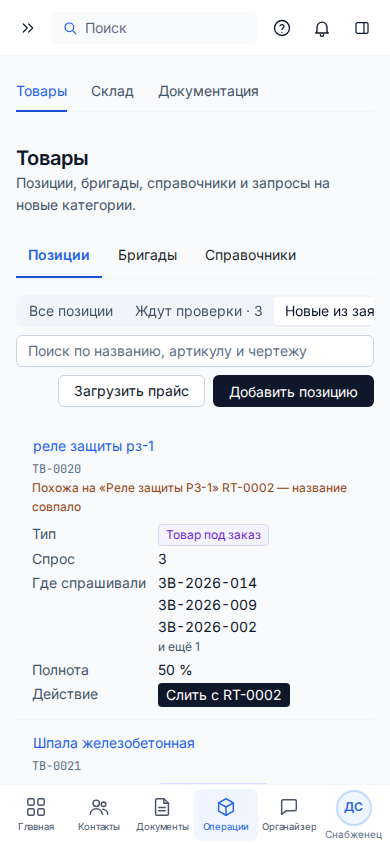 Поиск
Товары Склад Документация
Товары
Позиции, бригады, справочники и запросы на
новые категории.
Позиции Бригады Справочники
Все позиции Ждут проверки · 3 Новые из зая
Поиск по названию, артикулу и чертежу
Загрузить прайс Добавить позицию
реле защиты рз-1
ТВ-0020
Похожа на «Реле защиты РЗ-1» RT-0002 — название
совпало
Тип Товар под заказ
Спрос 3
Где спрашивали ЗВ-2026-014
ЗВ-2026-009
ЗВ-2026-002
и ещё 1
Полнота 50 %
Действие Слить с RT-0002
Шпала железобетонная
ТВ-0021
Главная Контакты Документы Операции Органайзер ДС Снабженец